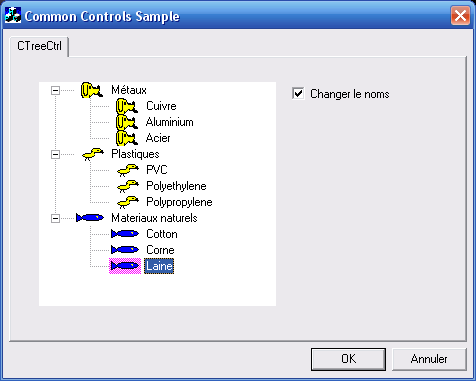 Common Controls Sample
CTreeCtrl
Métaux
Changer le noms
Cuivre
Aluminium
Acier
Plastiques
PVC
Polyethylene
Polypropylene
Materiaux naturels
Cotton
Corne
Laine
OK
Annuler